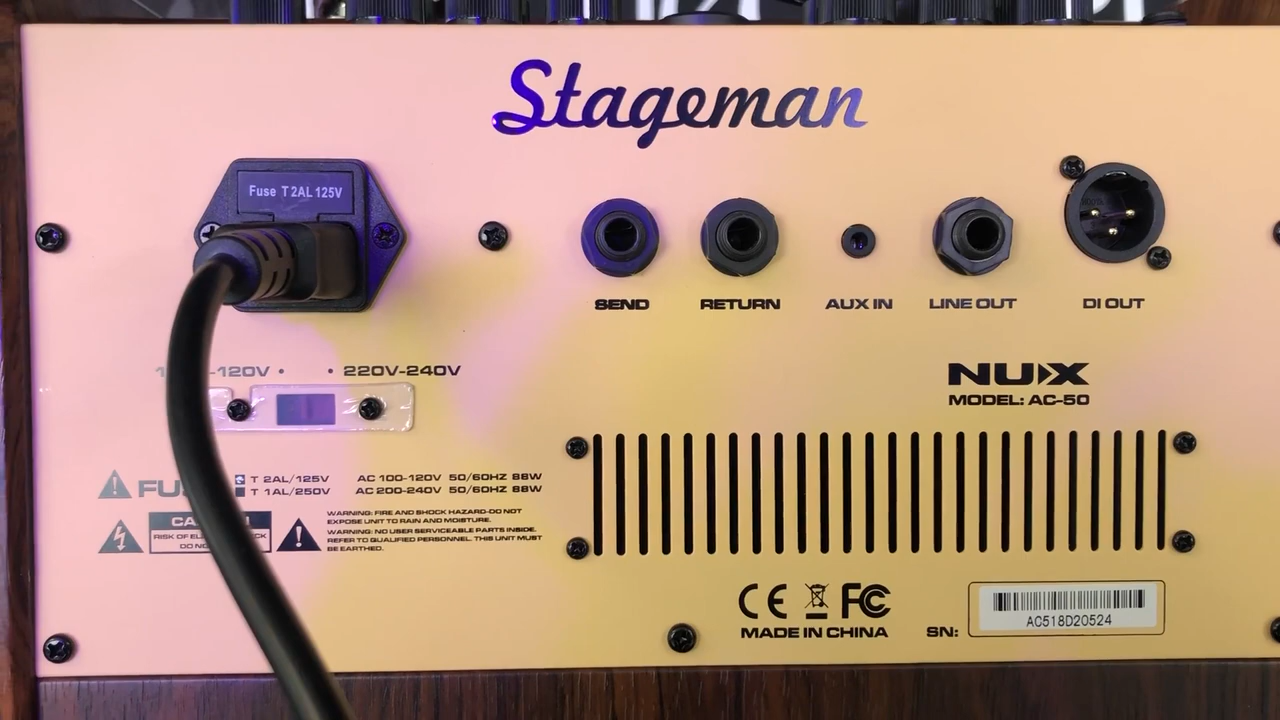 Stageman
Fuse T2AL 125V
SEND RETURN AUX IN LINE OUT DI OUT
-120V • • 220V-240V
NUX
MODEL: AC-50
T 2AL/125V AC 100-120V 50/60HZ 88W
T 1AL/250V AC 200-240V 50/60HZ 88W
WARNING: FIRE AND SHOCK HAZARD-DO NOT
EXPOSE UNIT TO RAIN AND MOISTURE.
WARNING: NO USER SERVICEABLE PARTS INSIDE.
REFER TO QUALIFIED PERSONNEL. THIS UNIT MUST
BE EARTHED.
RISK OF
CE FC
MADE IN CHINA
SN: AC518D20524